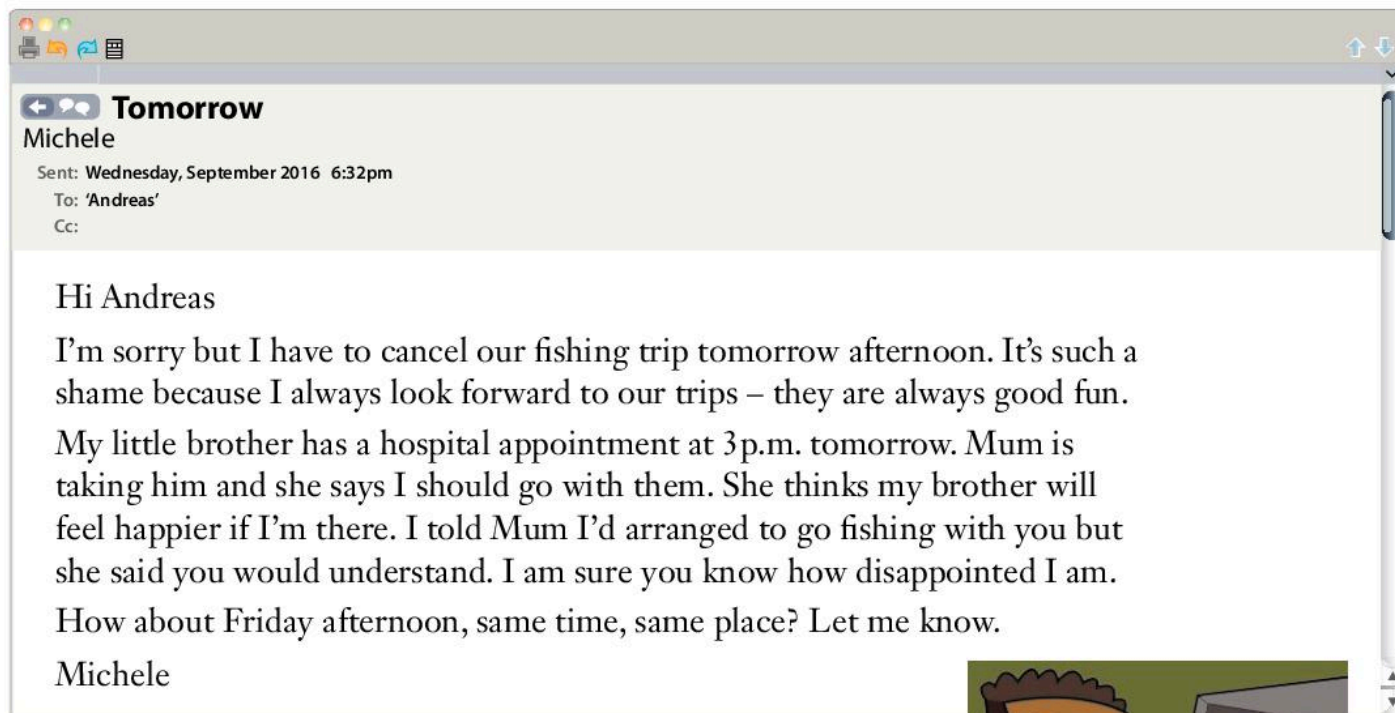 Tomorrow
Michele
Sent: Wednesday, September 2016 6:32pm
To: ‘Andreas’
Cc:
Hi Andreas
I’m sorry but I have to cancel our fishing trip tomorrow afternoon. It’s such a
shame because I always look forward to our trips – they are always good fun.
My little brother has a hospital appointment at 3p.m. tomorrow. Mum is
taking him and she says I should go with them. She thinks my brother will
feel happier if I’m there. I told Mum I’d arranged to go fishing with you but
she said you would understand. I am sure you know how disappointed I am.
How about Friday afternoon, same time, same place? Let me know.
Michele